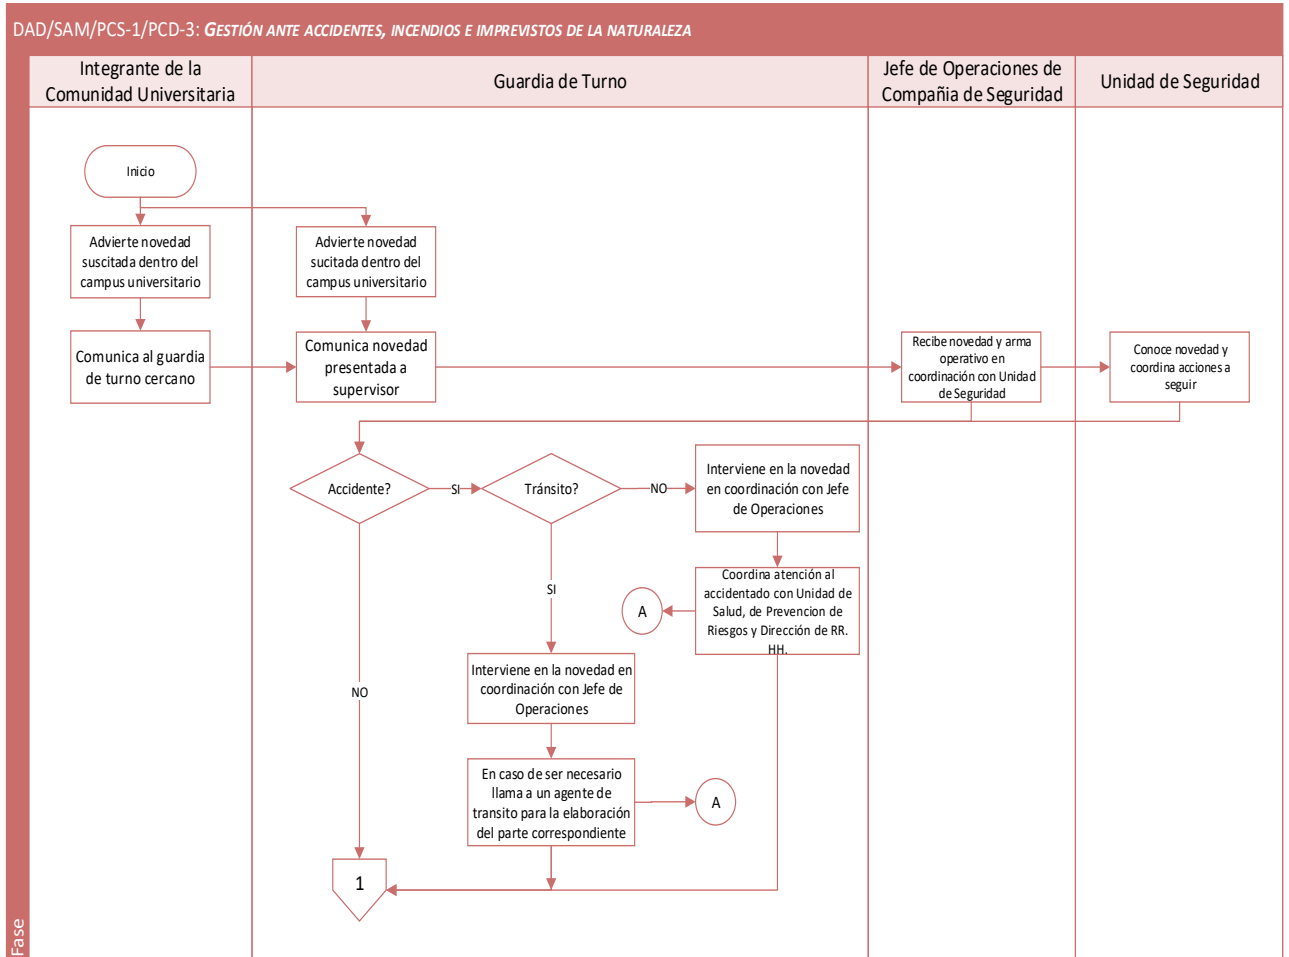 DAD/SAM/PCS-1/PCD-3: GESTIÓN ANTE ACCIDENTES, INCENDIOS E IMPREVISTOS DE LA NATURALEZA
Integrante de la
Comunidad Universitaria
Guardia de Turno
Jefe de Operaciones de
Compañia de Seguridad
Unidad de Seguridad
Inicio
Advierte novedad
suscitada dentro del
campus universitario
Advierte novedad
sucitada dentro del
campus universitario
Comunica al guardia
de turno cercano
Comunica novedad
presentada a
supervisor
Recibe novedad y arma
operativo en
coordinación con Unidad
de Seguridad
Conoce novedad y
coordina acciones a
seguir
Accidente?
SI
Tránsito?
NO
Interviene en la novedad
en coordinación con Jefe
de Operaciones
SI
Coordina atención al
accidentado con Unidad de
Salud, de Prevencion de
Riesgos y Dirección de RR.
HH.
A
NO
Interviene en la novedad en
coordinación con Jefe de
Operaciones
En caso de ser necesario
llama a un agente de
transito para la elaboración
del parte correspondiente
A
1
Fase